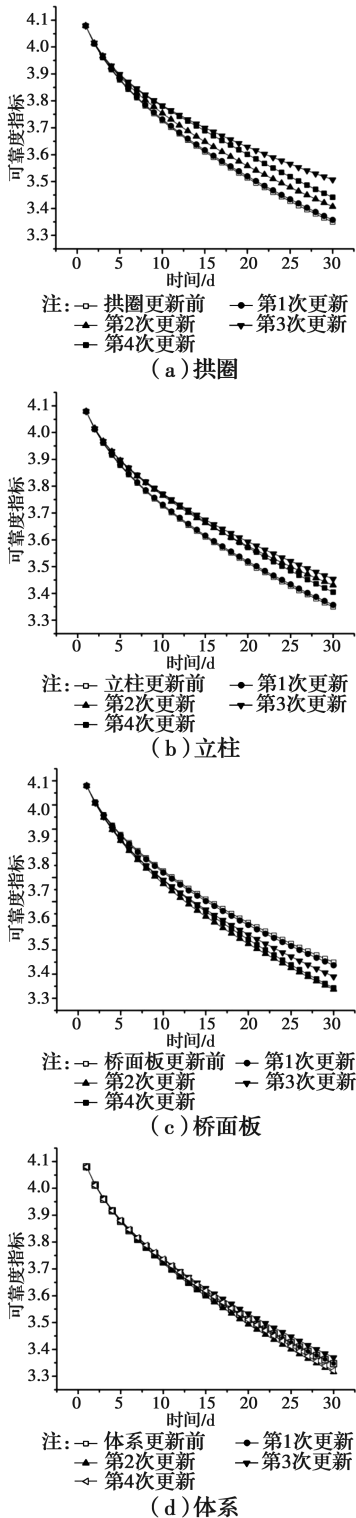 可靠度指标
4.1
4.0
3.9
3.8
3.7
3.6
3.5
3.4
3.3
0 5 10 15 20 25 30
时间/d
注: 拱圈更新前 第1次更新
第2次更新 第3次更新
第4次更新
(a)拱圈
可靠度指标
4.1
4.0
3.9
3.8
3.7
3.6
3.5
3.4
3.3
0 5 10 15 20 25 30
时间/d
注: 立柱更新前 第1次更新
第2次更新 第3次更新
第4次更新
(b)立柱
可靠度指标
4.1
4.0
3.9
3.8
3.7
3.6
3.5
3.4
3.3
0 5 10 15 20 25 30
时间/d
注: 桥面板更新前 第1次更新
第2次更新 第3次更新
第4次更新
(c)桥面板
可靠度指标
4.1
4.0
3.9
3.8
3.7
3.6
3.5
3.4
3.3
0 5 10 15 20 25 30
时间/d
注: 体系更新前 第1次更新
第2次更新 第3次更新
第4次更新
(d)体系